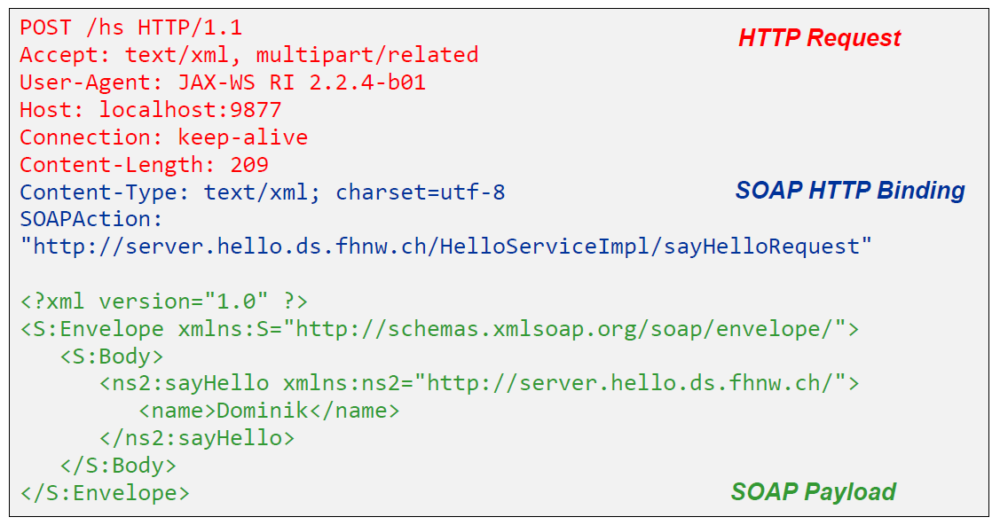 POST /hs HTTP/1.1
HTTP Request
Accept: text/xml, multipart/related
User-Agent: JAX-WS RI 2.2.4-b01
Host: localhost:9877
Connection: keep-alive
Content-Length: 209
Content-Type: text/xml; charset=utf-8
SOAP HTTP Binding
SOAPAction:
"http://server.hello.ds.fhnw.ch/HelloServiceImpl/sayHelloRequest"
<?xml version="1.0" ?>
<S:Envelope xmlns:S="http://schemas.xmlsoap.org/soap/envelope/">
<S:Body>
<ns2:sayHello xmlns:ns2="http://server.hello.ds.fhnw.ch/">
<name>Dominik</name>
</ns2:sayHello>
</S:Body>
</S:Envelope>
SOAP Payload